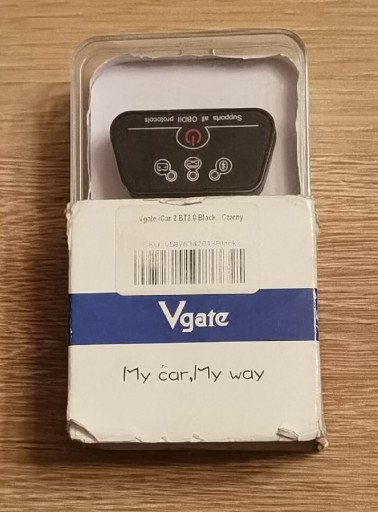 Supports all OBDII protocols
Vgate iCar 2 BT3.0 Black / Czarny
Vgate
My car,My way